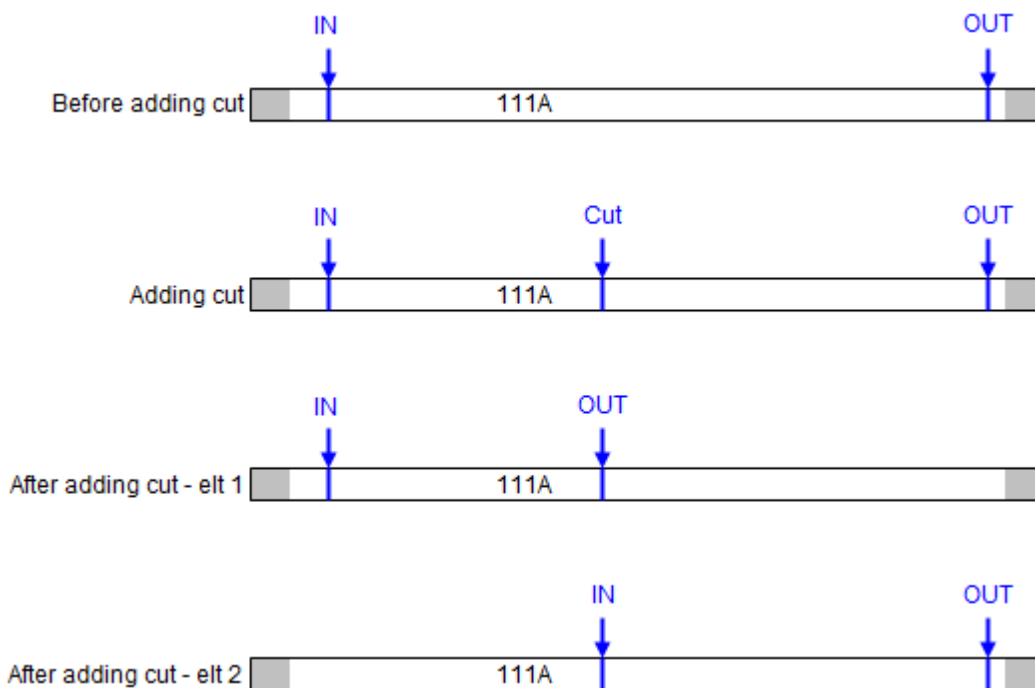 IN OUT
Before adding cut 111A
IN Cut OUT
Adding cut 111A
IN OUT
After adding cut - elt 1 111A
IN OUT
After adding cut - elt 2 111A